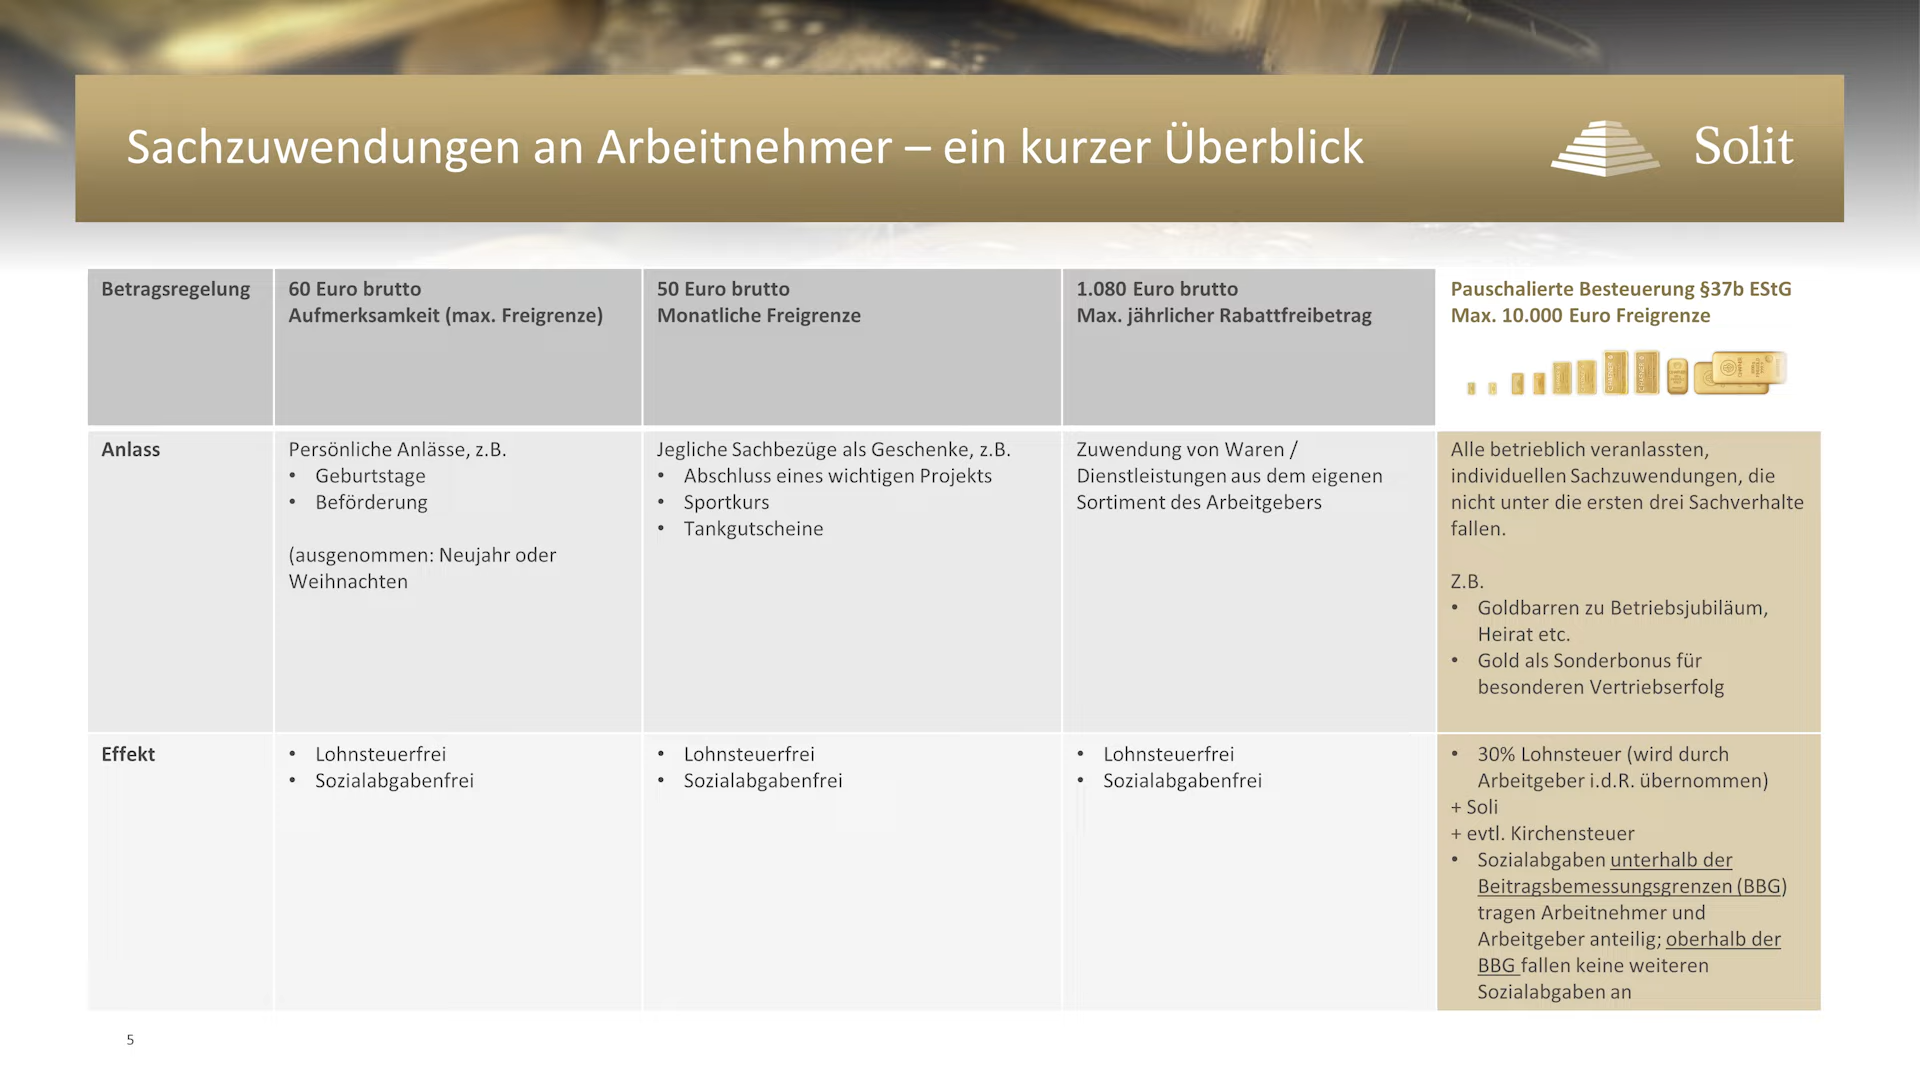 Sachzuwendungen an Arbeitnehmer – ein kurzer Überblick
Solit
Betragsregelung
60 Euro brutto
Aufmerksamkeit (max. Freigrenze)
50 Euro brutto
Monatliche Freigrenze
1.080 Euro brutto
Max. jährlicher Rabattfreibetrag
Pauschalierte Besteuerung §37b EStG
Max. 10.000 Euro Freigrenze
Anlass
Persönliche Anlässe, z.B.
• Geburtstage
• Beförderung
(ausgenommen: Neujahr oder
Weihnachten
Jegliche Sachbezüge als Geschenke, z.B.
• Abschluss eines wichtigen Projekts
• Sportkurs
• Tankgutscheine
Zuwendung von Waren /
Dienstleistungen aus dem eigenen
Sortiment des Arbeitgebers
Alle betrieblich veranlassten,
individuellen Sachzuwendungen, die
nicht unter die ersten drei Sachverhalte
fallen.
Z.B.
• Goldbarren zu Betriebsjubiläum,
Heirat etc.
• Gold als Sonderbonus für
besonderen Vertriebserfolg
Effekt
• Lohnsteuerfrei
• Sozialabgabenfrei
• Lohnsteuerfrei
• Sozialabgabenfrei
• Lohnsteuerfrei
• Sozialabgabenfrei
• 30% Lohnsteuer (wird durch
Arbeitgeber i.d.R. übernommen)
+ Soli
+ evtl. Kirchensteuer
• Sozialabgaben unterhalb der
Beitragsbemessungsgrenzen (BBG)
tragen Arbeitnehmer und
Arbeitgeber anteilig; oberhalb der
BBG fallen keine weiteren
Sozialabgaben an
5